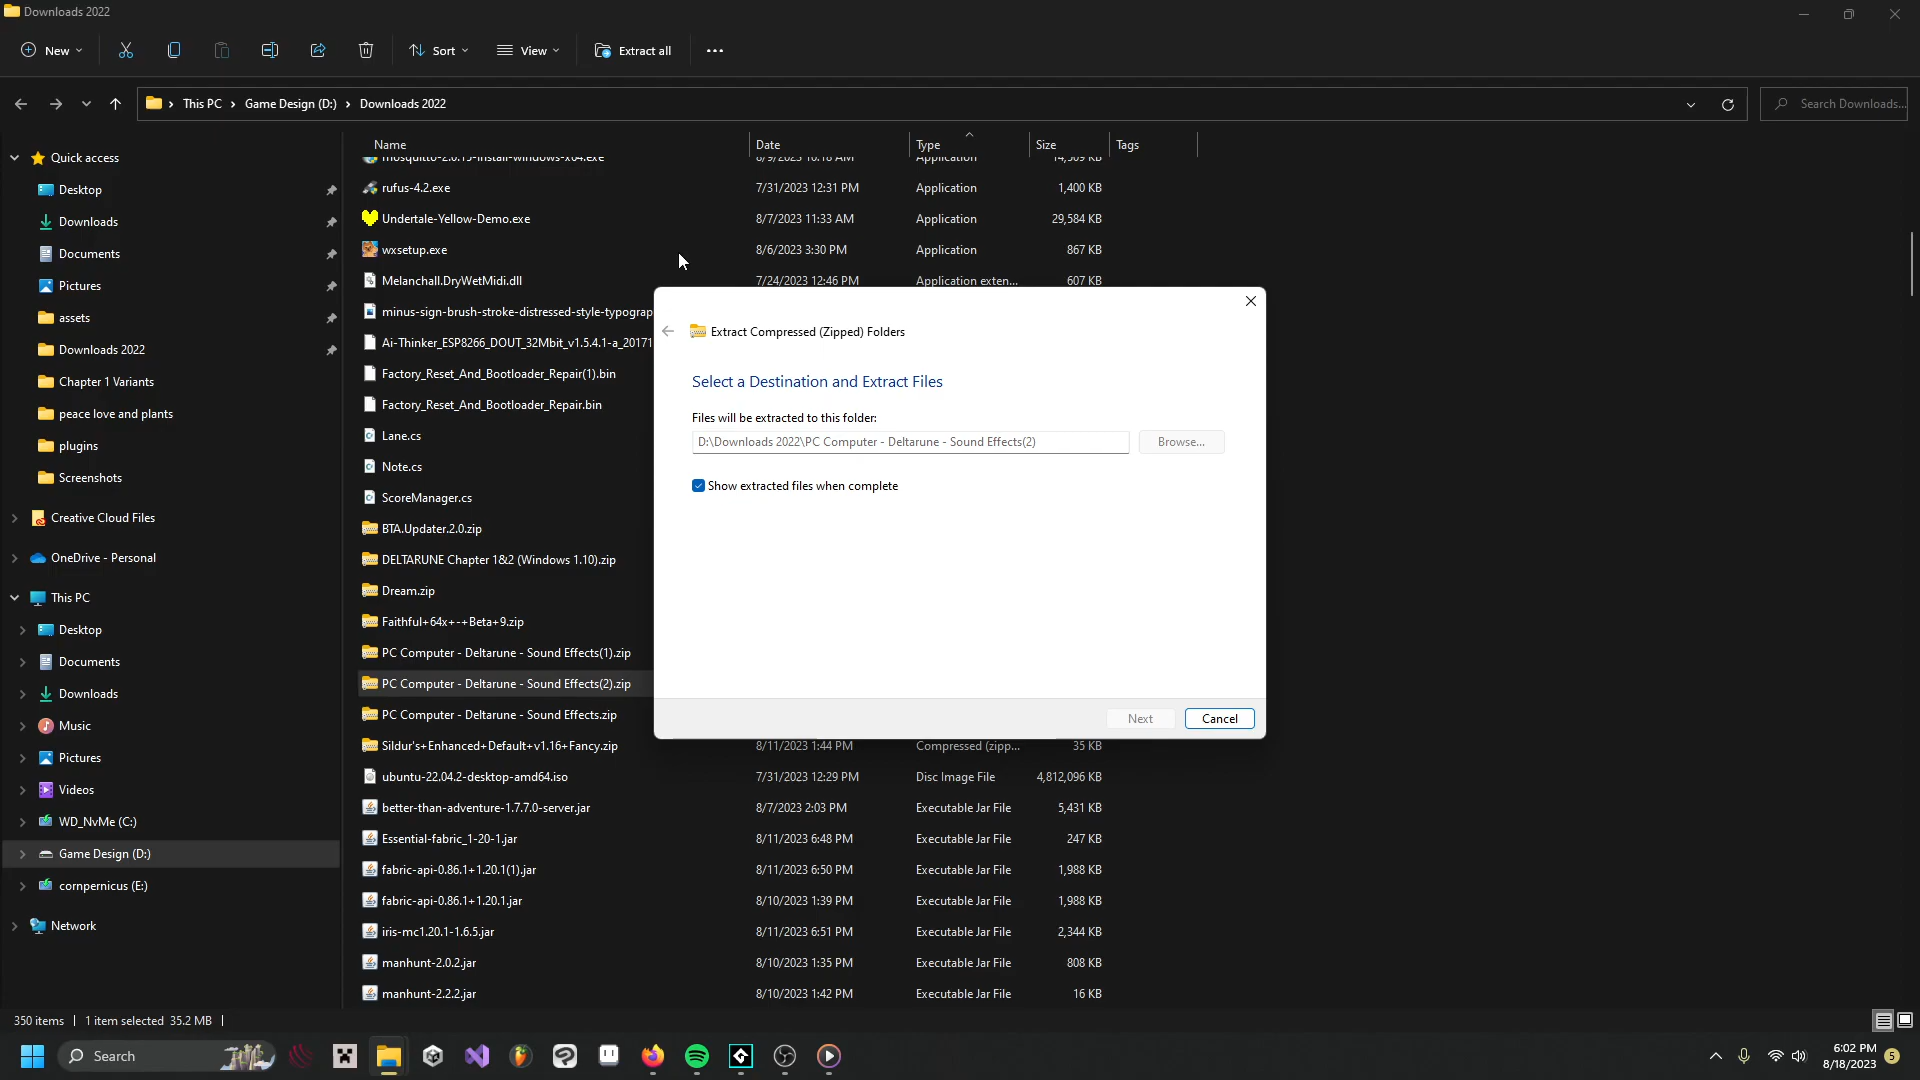 Downloads 2022
New
Sort
View
Extract all
This PC
Game Design (D:)
Downloads 2022
Search Downloads...
Name
Date
Type
Size
Tags
Quick access
Desktop
Downloads
Documents
Pictures
assets
Downloads 2022
Chapter 1 Variants
peace love and plants
plugins
Screenshots
Creative Cloud Files
OneDrive - Personal
This PC
Desktop
Documents
Downloads
Music
Pictures
Videos
WD_NvMe (C:)
Game Design (D:)
cornpernicus (E:)
Network
mosquitto-2.0.15-install-windows-x64.exe 8/9/2023 10:18 AM Application 14,509 KB
rufus-4.2.exe 7/31/2023 12:31 PM Application 1,400 KB
Undertale-Yellow-Demo.exe 8/7/2023 11:33 AM Application 29,584 KB
wxsetup.exe 8/6/2023 3:30 PM Application 867 KB
Melanchall.DryWetMidi.dll 7/24/2023 12:46 PM Application exten... 607 KB
minus-sign-brush-stroke-distressed-style-typograp
Ai-Thinker_ESP8266_DOUT_32Mbit_v1.5.4.1-a_20171
Factory_Reset_And_Bootloader_Repair(1).bin
Factory_Reset_And_Bootloader_Repair.bin
Lane.cs
Note.cs
ScoreManager.cs
BTA.Updater.2.0.zip
DELTARUNE Chapter 1&2 (Windows 1.10).zip
Dream.zip
Faithful+64x+-+Beta+9.zip
PC Computer - Deltarune - Sound Effects(1).zip
PC Computer - Deltarune - Sound Effects(2).zip
PC Computer - Deltarune - Sound Effects.zip
Sildur's+Enhanced+Default+v1.16+Fancy.zip 8/11/2023 1:44 PM Compressed (zipp... 35 KB
ubuntu-22.04.2-desktop-amd64.iso 7/31/2023 12:29 PM Disc Image File 4,812,096 KB
better-than-adventure-1.7.7.0-server.jar 8/7/2023 2:03 PM Executable Jar File 5,431 KB
Essential-fabric_1-20-1.jar 8/11/2023 6:48 PM Executable Jar File 247 KB
fabric-api-0.86.1+1.20.1(1).jar 8/11/2023 6:50 PM Executable Jar File 1,988 KB
fabric-api-0.86.1+1.20.1.jar 8/10/2023 1:39 PM Executable Jar File 1,988 KB
iris-mc1.20.1-1.6.5.jar 8/11/2023 6:51 PM Executable Jar File 2,344 KB
manhunt-2.0.2.jar 8/10/2023 1:35 PM Executable Jar File 808 KB
manhunt-2.2.2.jar 8/10/2023 1:42 PM Executable Jar File 16 KB
Extract Compressed (Zipped) Folders
Select a Destination and Extract Files
Files will be extracted to this folder:
D:\Downloads 2022\PC Computer - Deltarune - Sound Effects(2)
Browse...
Show extracted files when complete
Next
Cancel
350 items
1 item selected 35.2 MB
Search
6:02 PM
8/18/2023
5